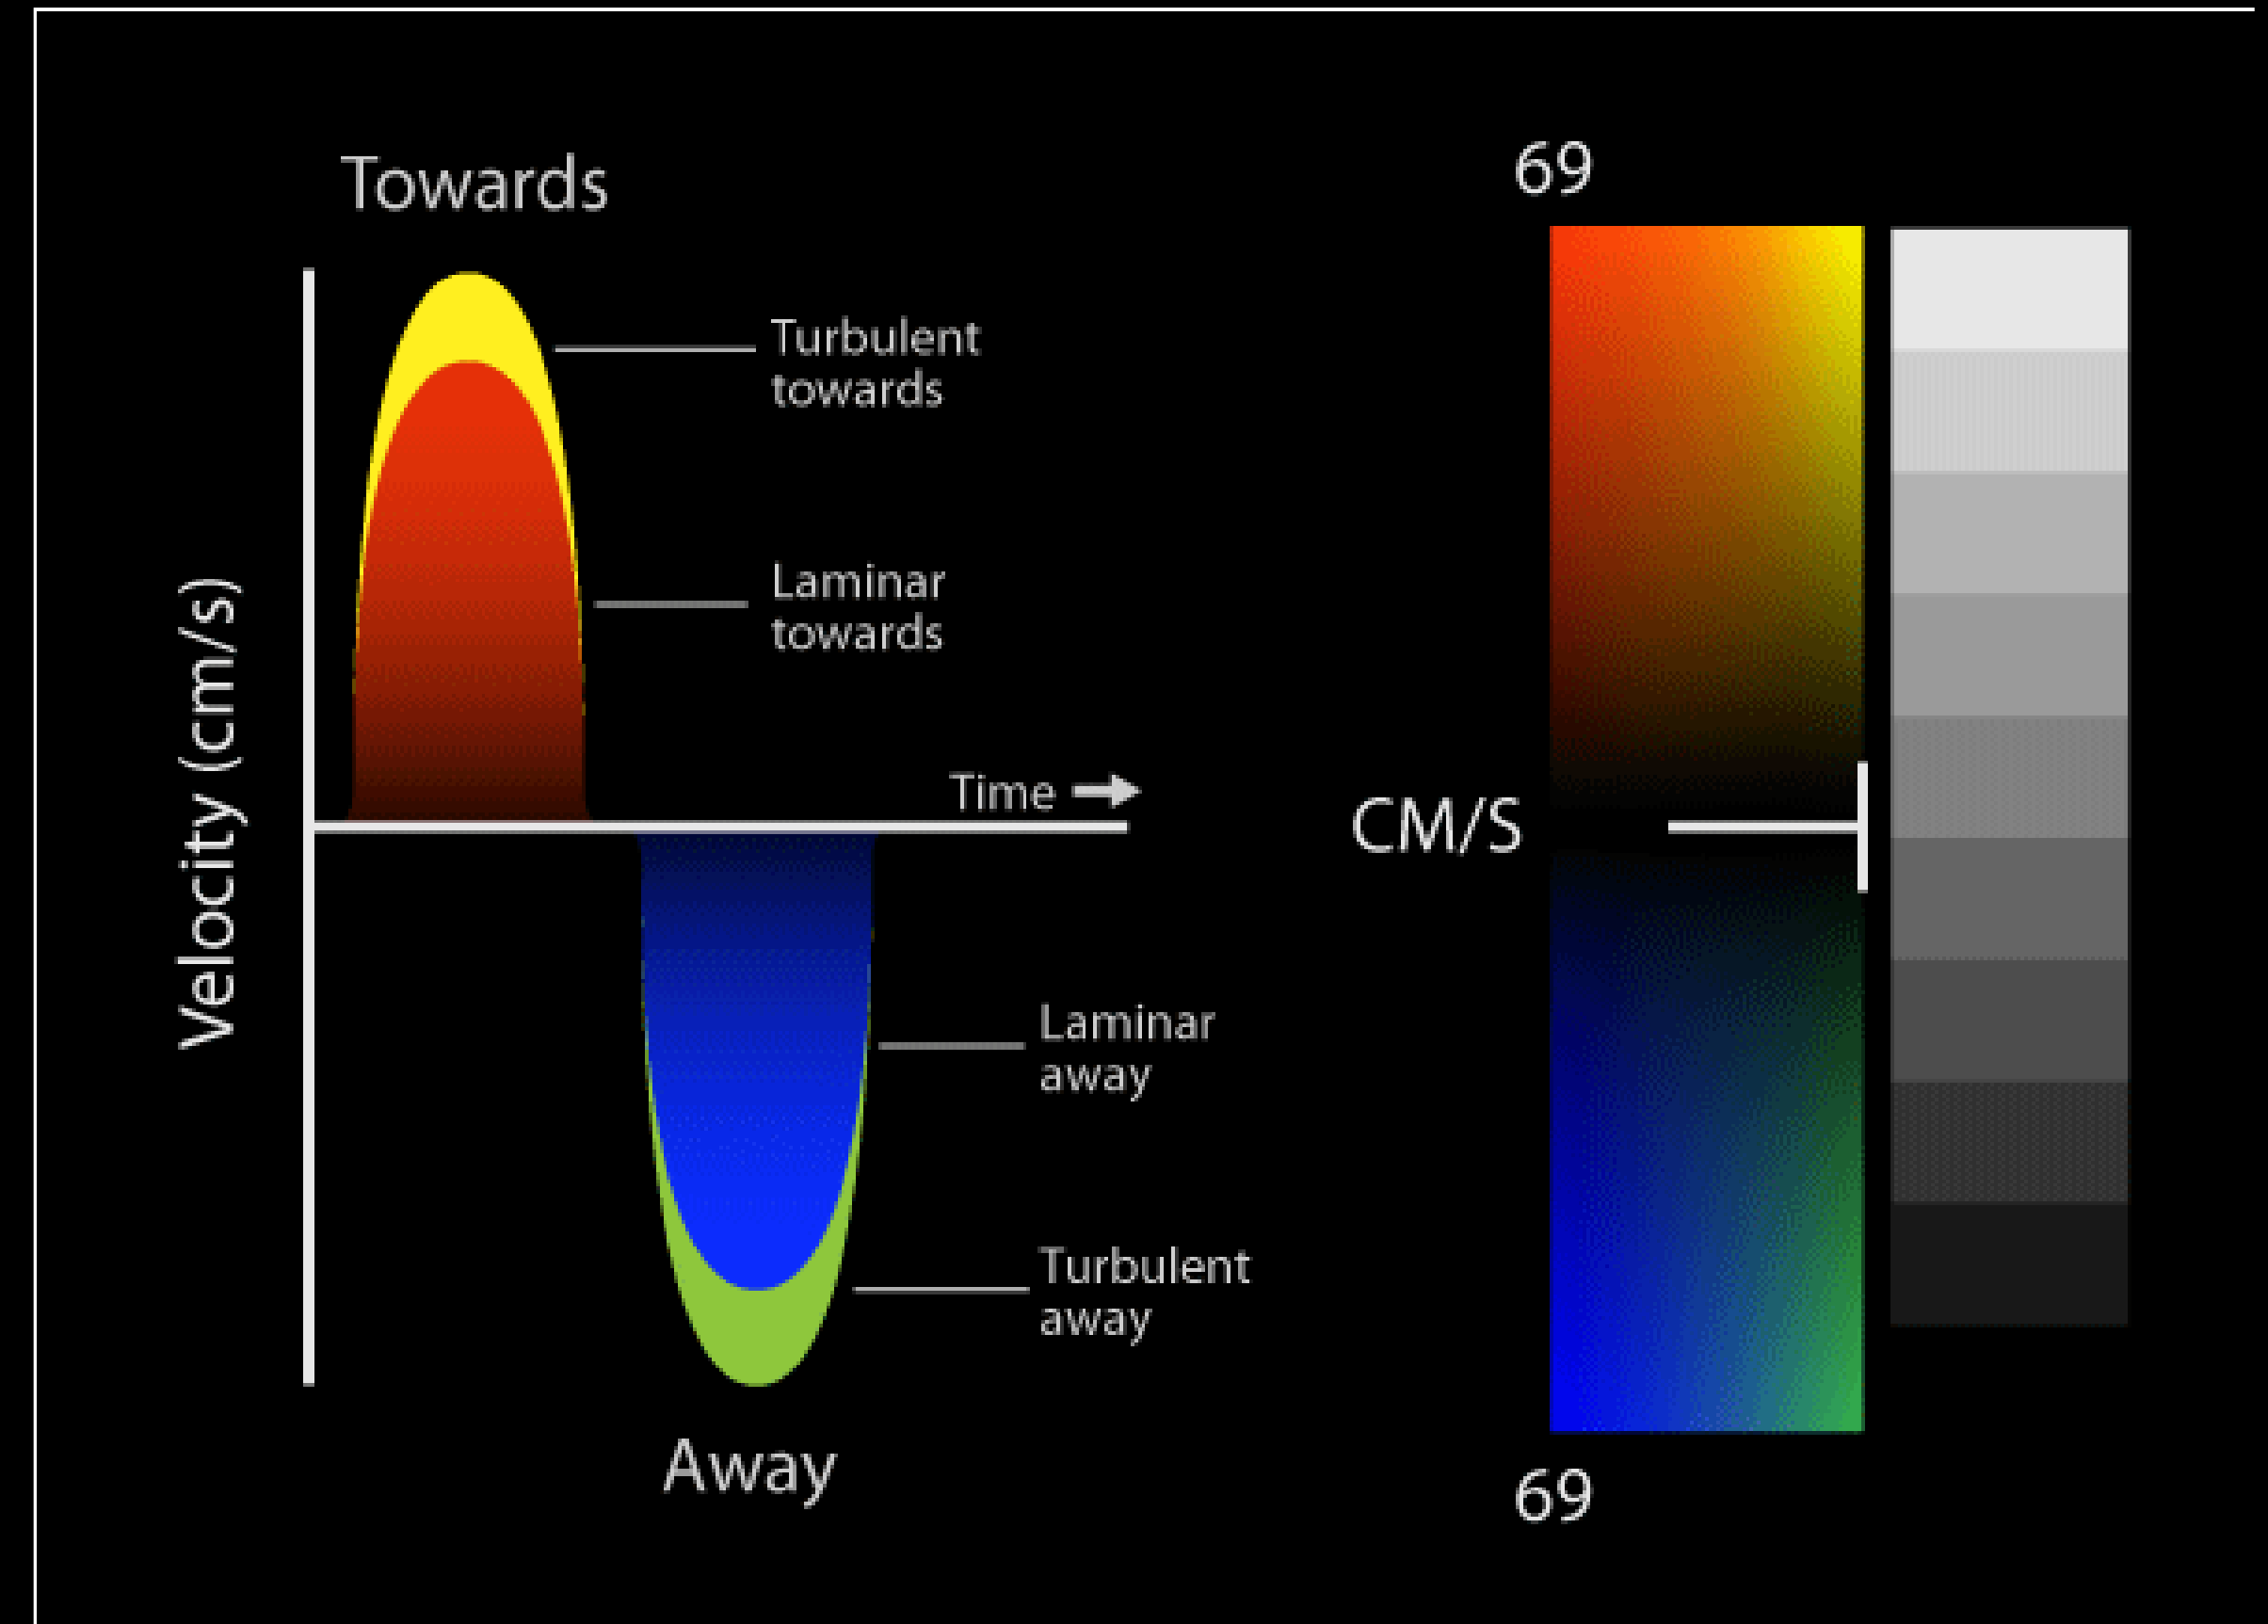 Towards
Turbulent
towards
Laminar
towards
Time
Velocity (cm/s)
Laminar
away
Turbulent
away
Away
69
CM/S
69